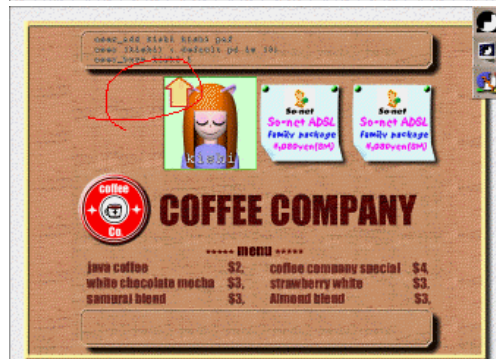 kishi
So-net
So-net ADSL
family package
So-net
So-net ADSL
family package
coffee
Co.
COFFEE COMPANY
***** menu *****
java coffee $2, coffee company special $4,
white chocolate mocha $3, strawberry white $3,
samurai blend $3, Almond blend $3,